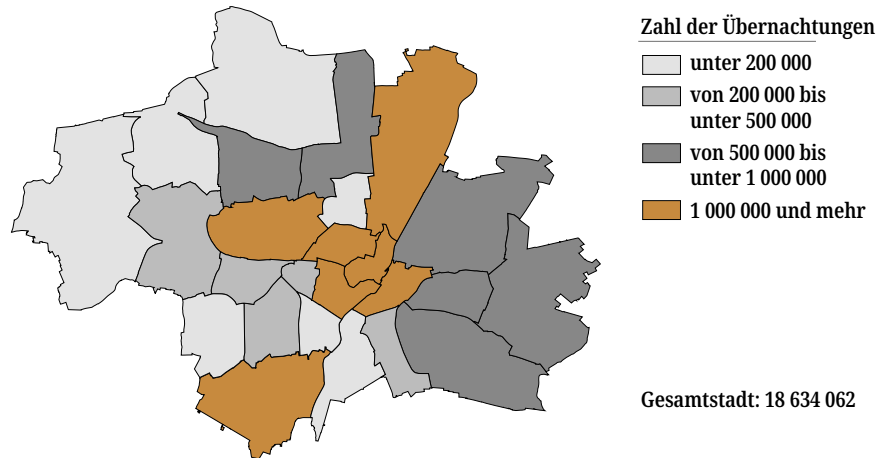 Zahl der Übernachtungen
unter 200 000
von 200 000 bis
unter 500 000
von 500 000 bis
unter 1 000 000
1 000 000 und mehr
Gesamtstadt: 18 634 062